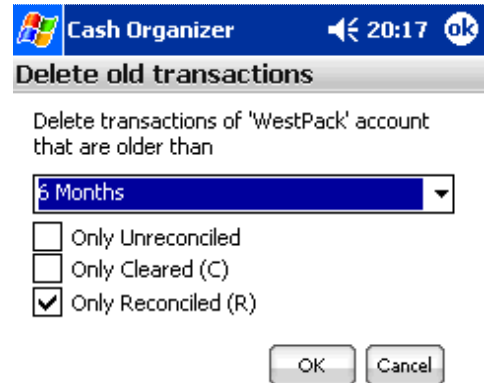 Cash Organizer 20:17 ok
Delete old transactions
Delete transactions of 'WestPack' account
that are older than
6 Months
Only Unreconciled
Only Cleared (C)
Only Reconciled (R)
OK Cancel